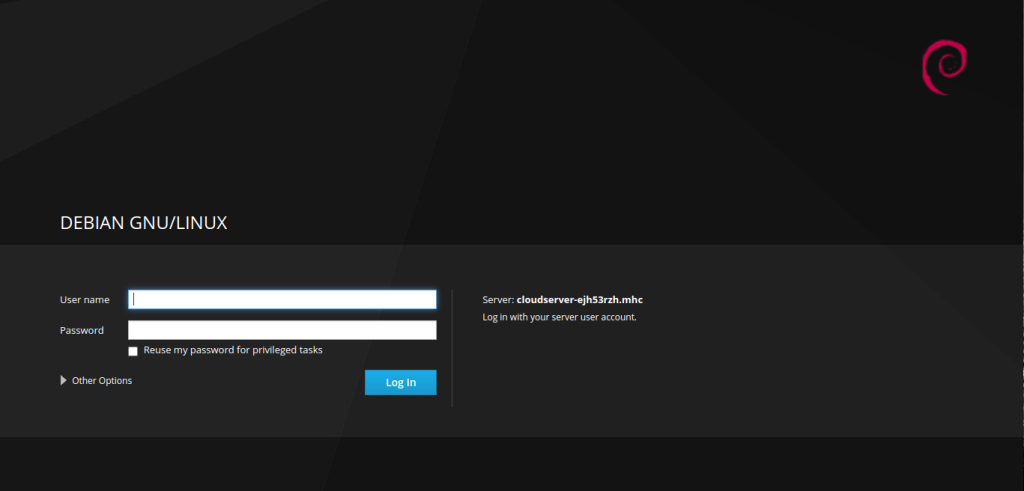 DEBIAN GNU/LINUX
User name
Password
Reuse my password for privileged tasks
Other Options
Log In
Server: cloudserver-ejh53rzh.mhc
Log in with your server user account.